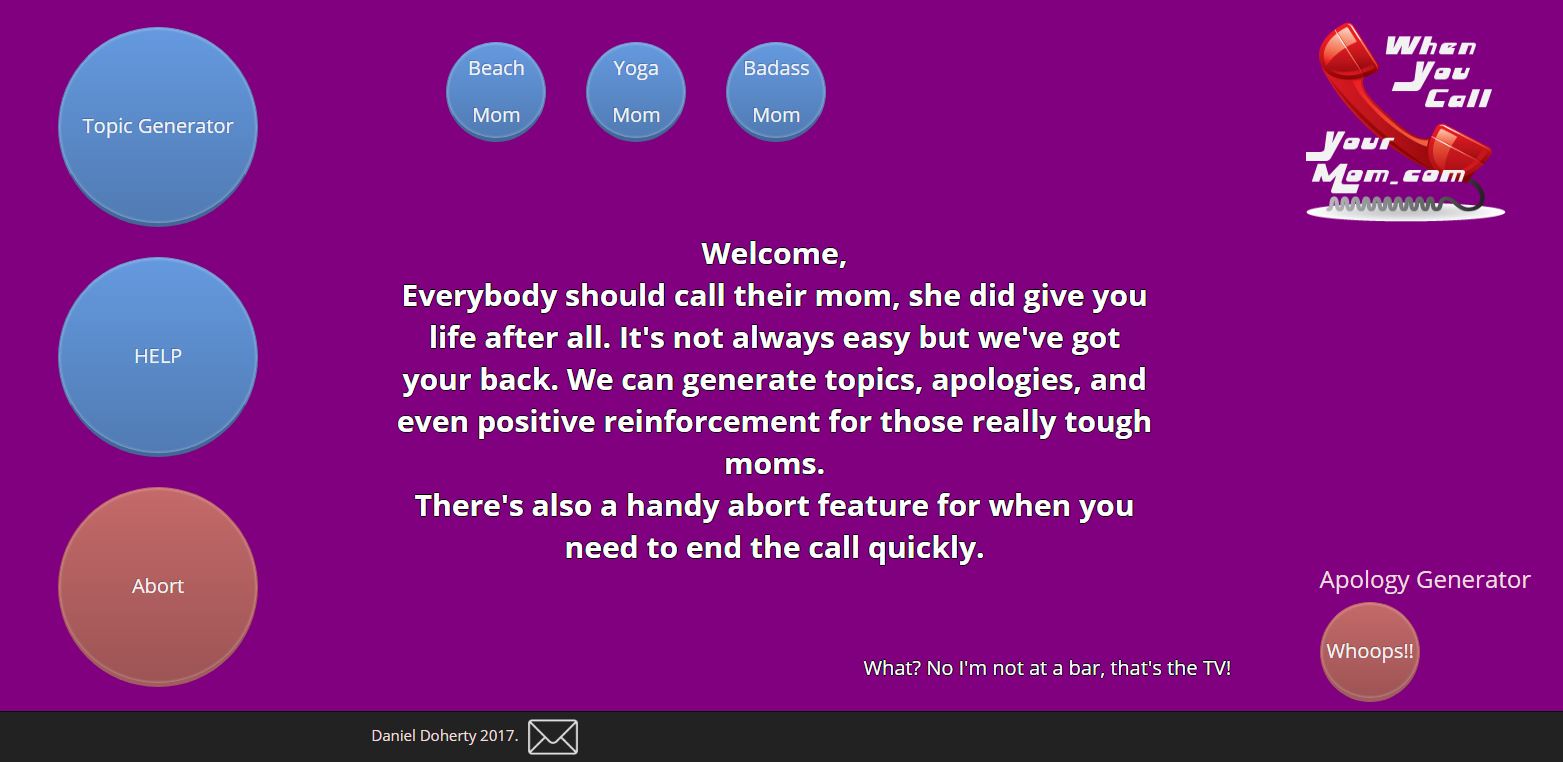 Topic Generator
HELP
Abort
Beach
Mom
Yoga
Mom
Badass
Mom
When
You
Call
Your
Mom.com
Welcome,
Everybody should call their mom, she did give you
life after all. It's not always easy but we've got
your back. We can generate topics, apologies, and
even positive reinforcement for those really tough
moms.
There's also a handy abort feature for when you
need to end the call quickly.
Apology Generator
Whoops!!
What? No I'm not at a bar, that's the TV!
Daniel Doherty 2017.